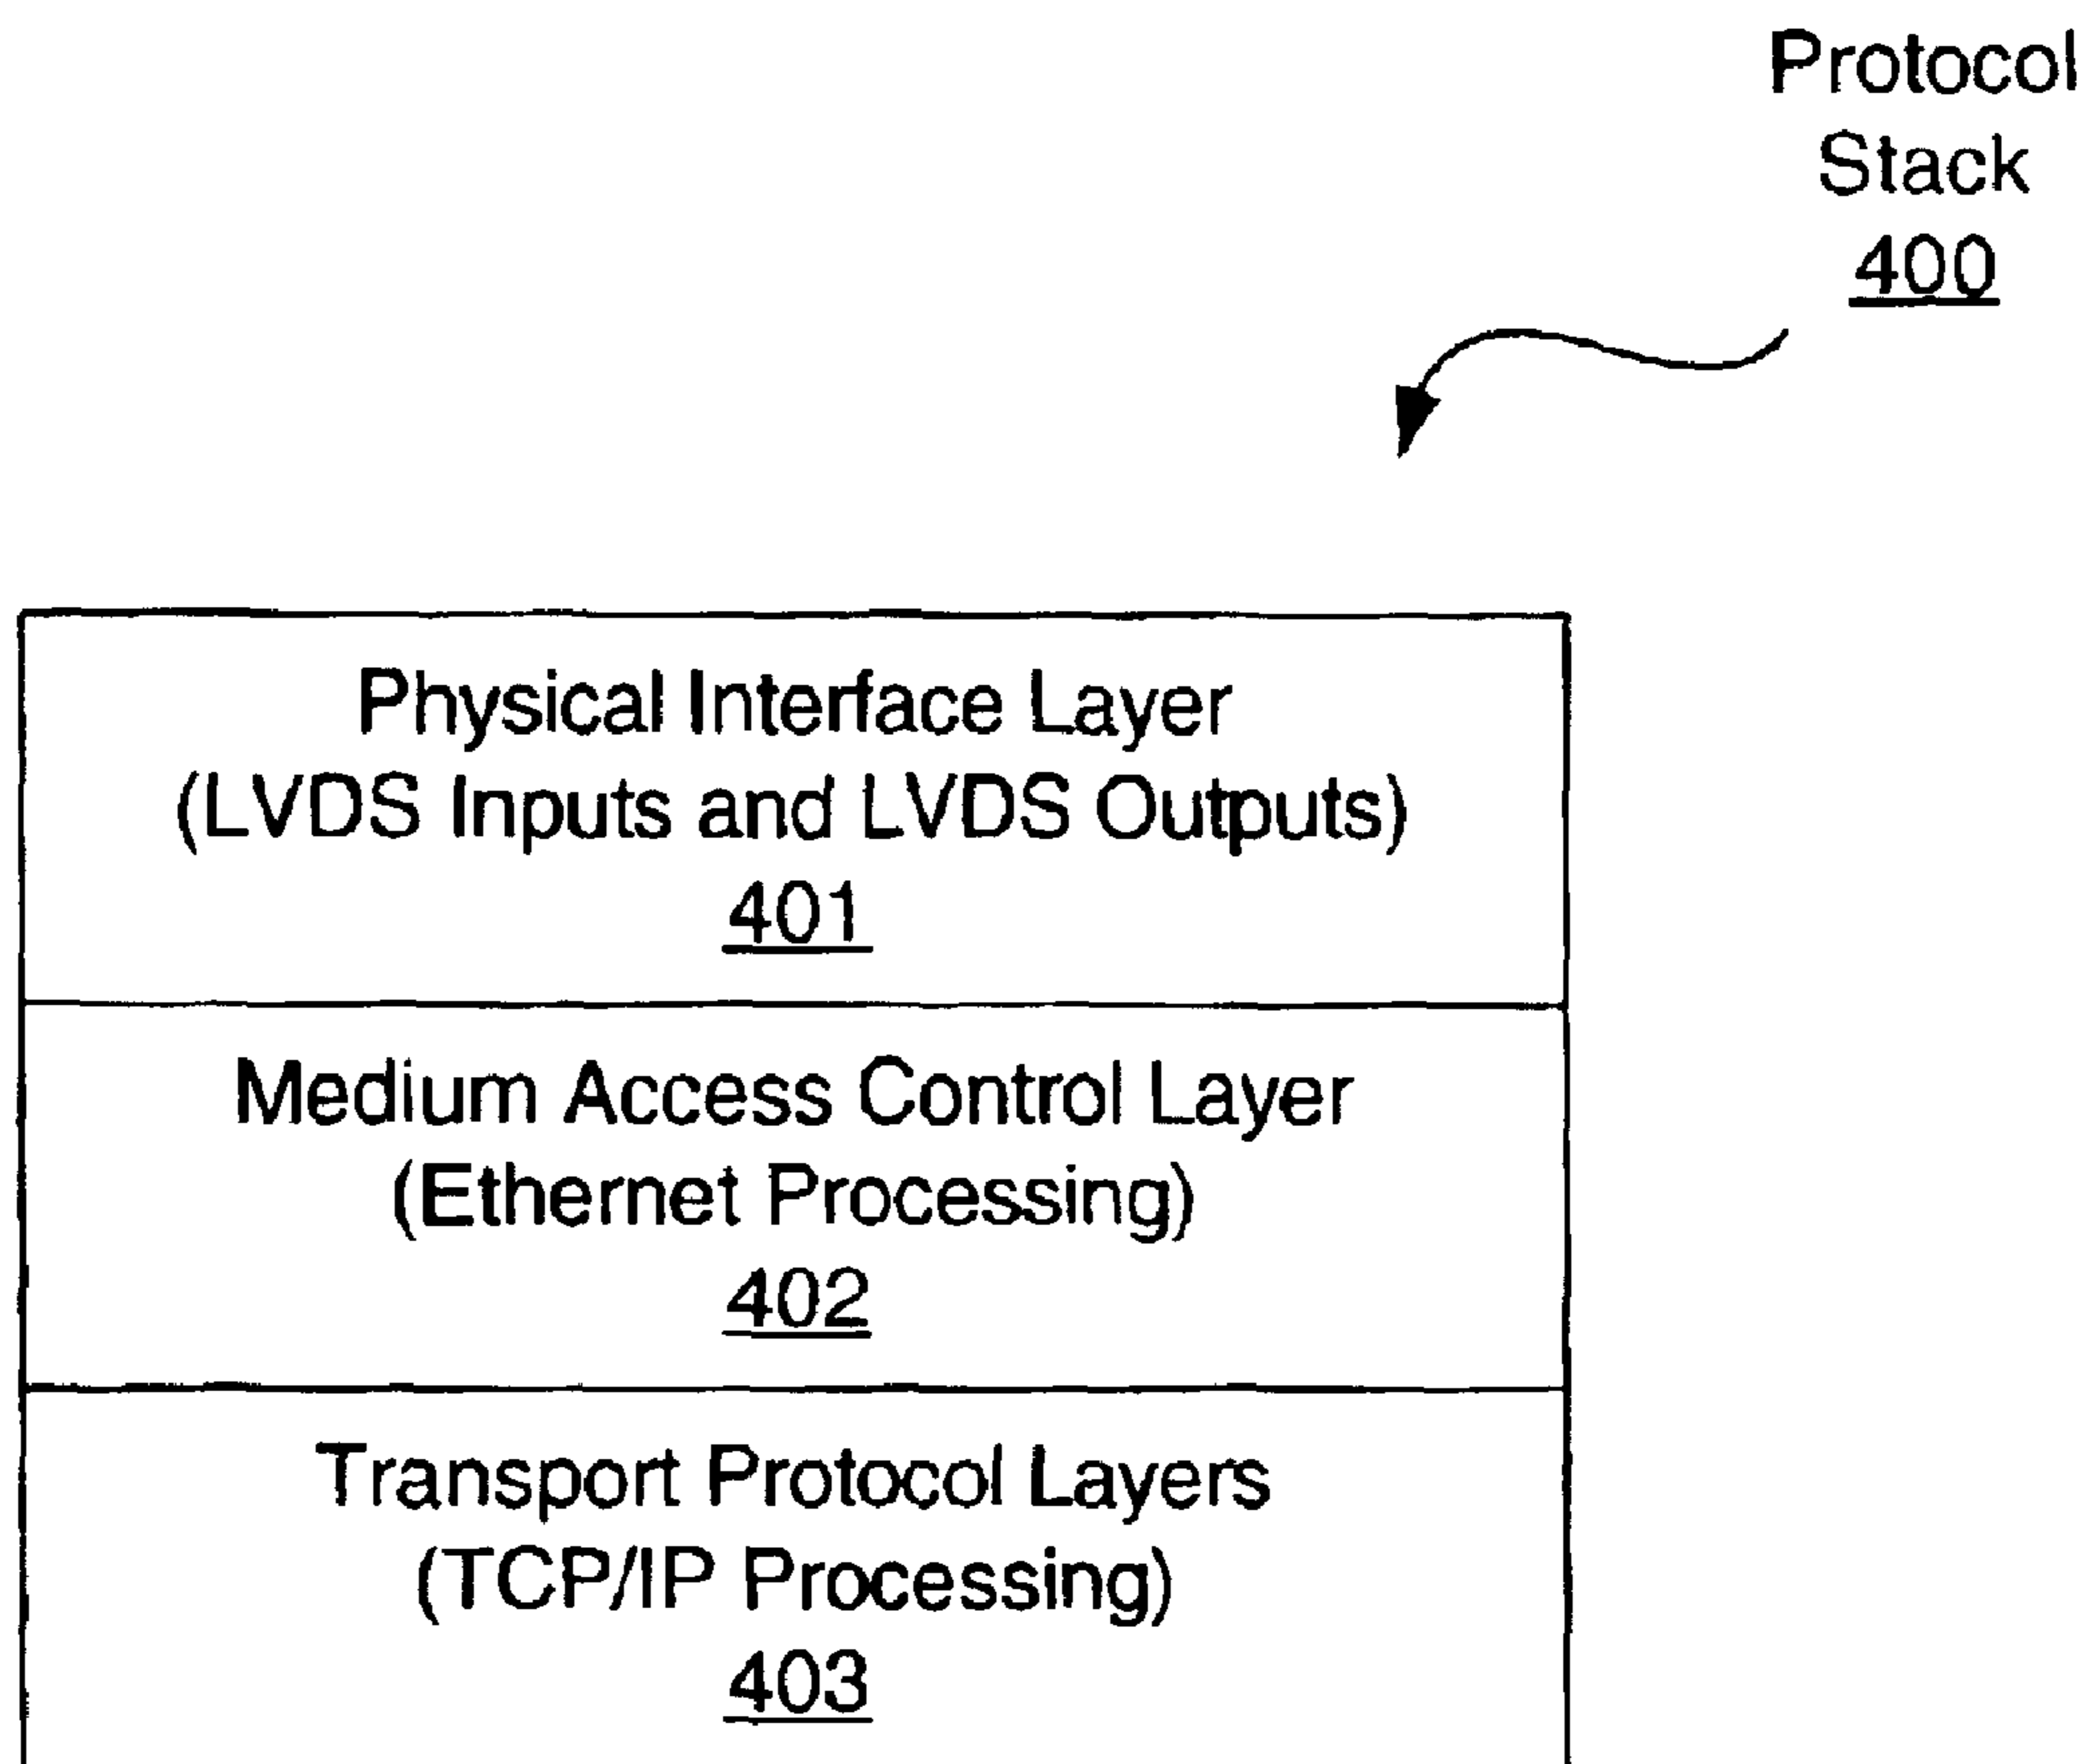 Protocol
Stack
400
Physical Interface Layer
(LVDS Inputs and LVDS Outputs)
401
Medium Access Control Layer
(Ethernet Processing)
402
Transport Protocol Layers
(TCP/IP Processing)
403